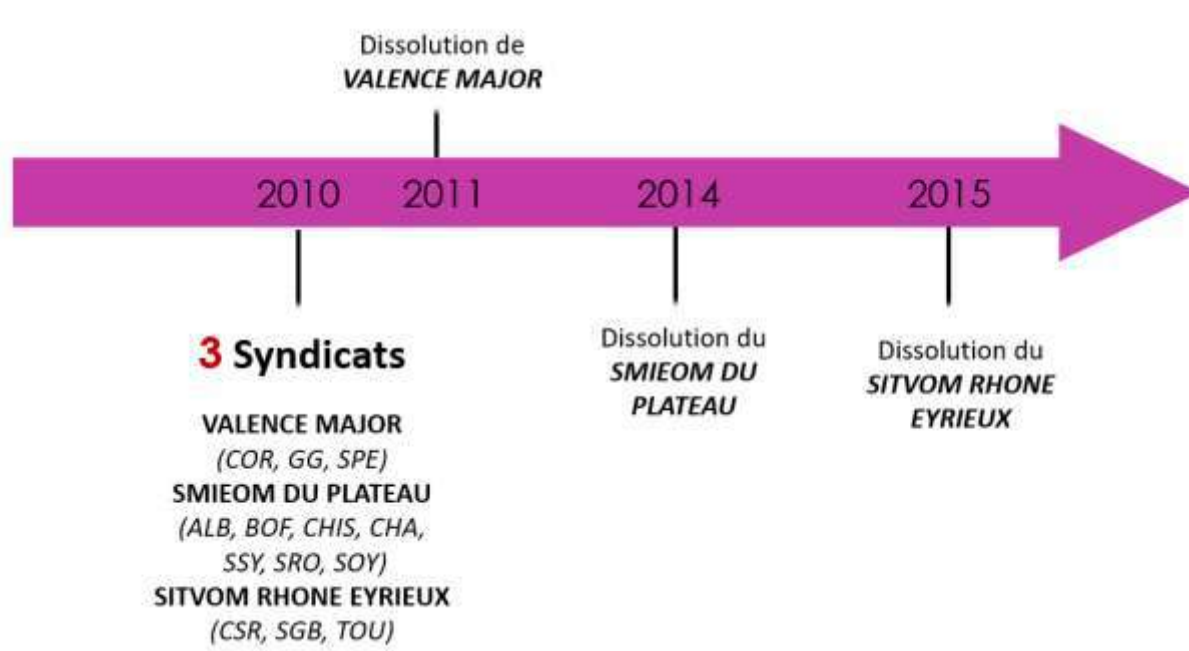 Dissolution de
VALENCE MAJOR
2010 2011 2014 2015
3 Syndicats
VALENCE MAJOR
(COR, GG, SPE)
SMIEOM DU PLATEAU
(ALB, BOF, CHIS, CHA,
SSY, SRO, SOY)
SITVOM RHONE EYRIEUX
(CSR, SGB, TOU)
Dissolution du
SMIEOM DU
PLATEAU
Dissolution du
SITVOM RHONE
EYRIEUX